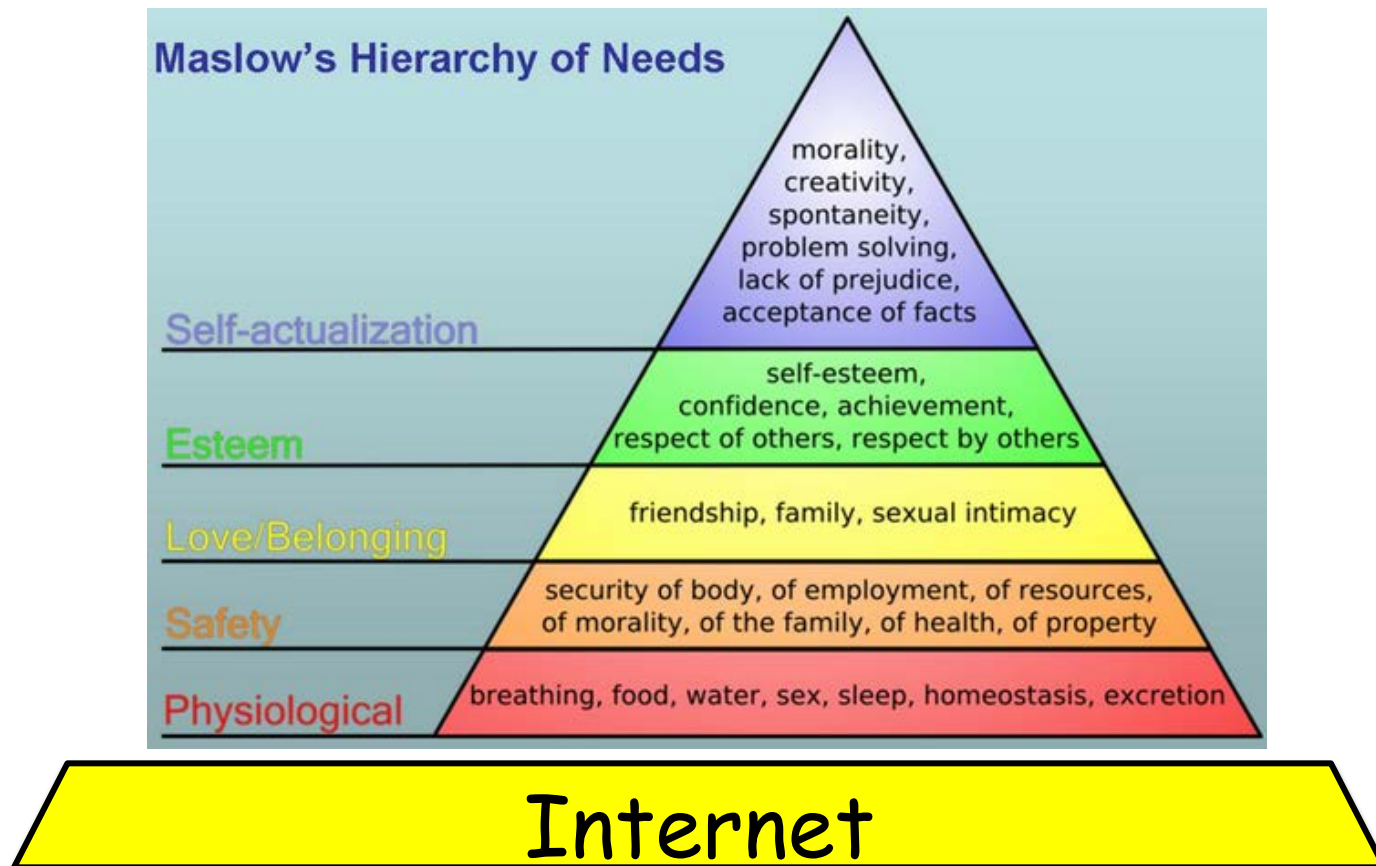 Maslow's Hierarchy of Needs
morality,
creativity,
spontaneity,
problem solving,
lack of prejudice,
acceptance of facts
Self-actualization
self-esteem,
confidence, achievement,
respect of others, respect by others
Esteem
friendship, family, sexual intimacy
Love/Belonging
security of body, of employment, of resources,
of morality, of the family, of health, of property
Safety
breathing, food, water, sex, sleep, homeostasis, excretion
Physiological
Internet